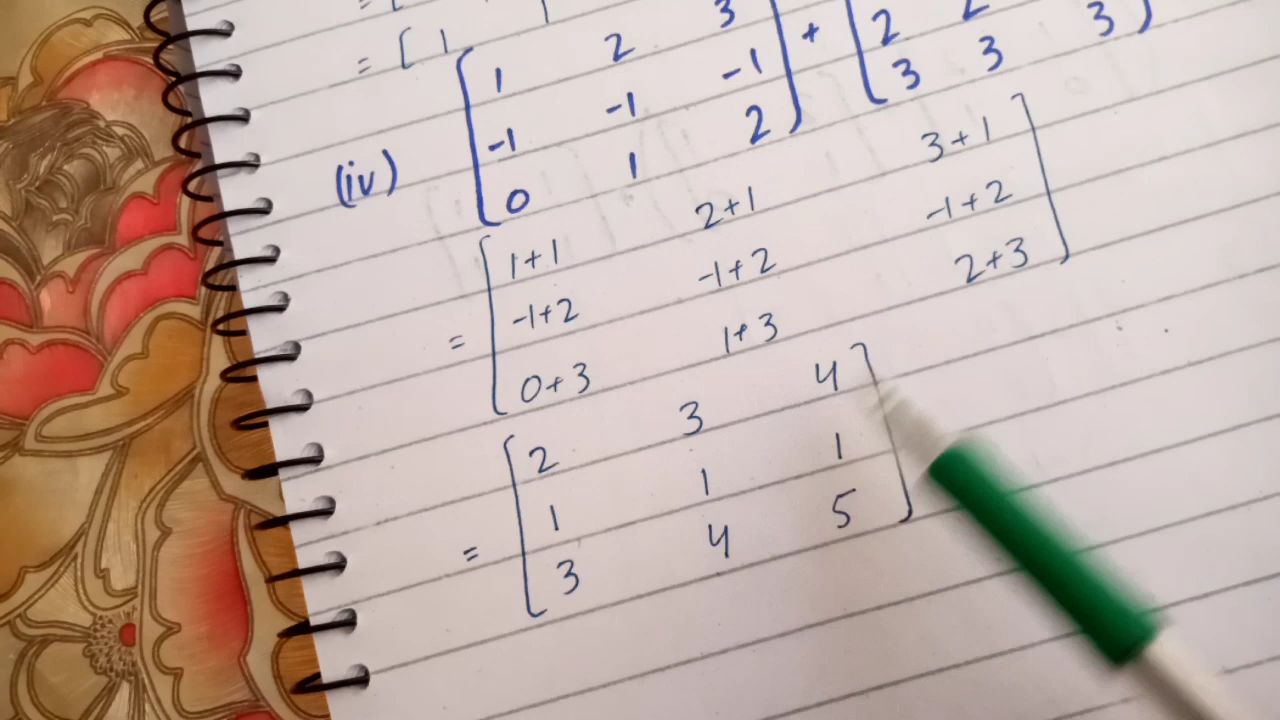 = [
= [ 1 1
(iv) [ 1 2 3 ] + [
-1 -1 -1 2 2
0 1 2 ] 3 3 3 ]
= [ 1+1 2+1 3+1 ]
-1+2 -1+2 -1+2
0+3 1+3 2+3
= [ 2 3 4 ]
1 1 1
3 4 5